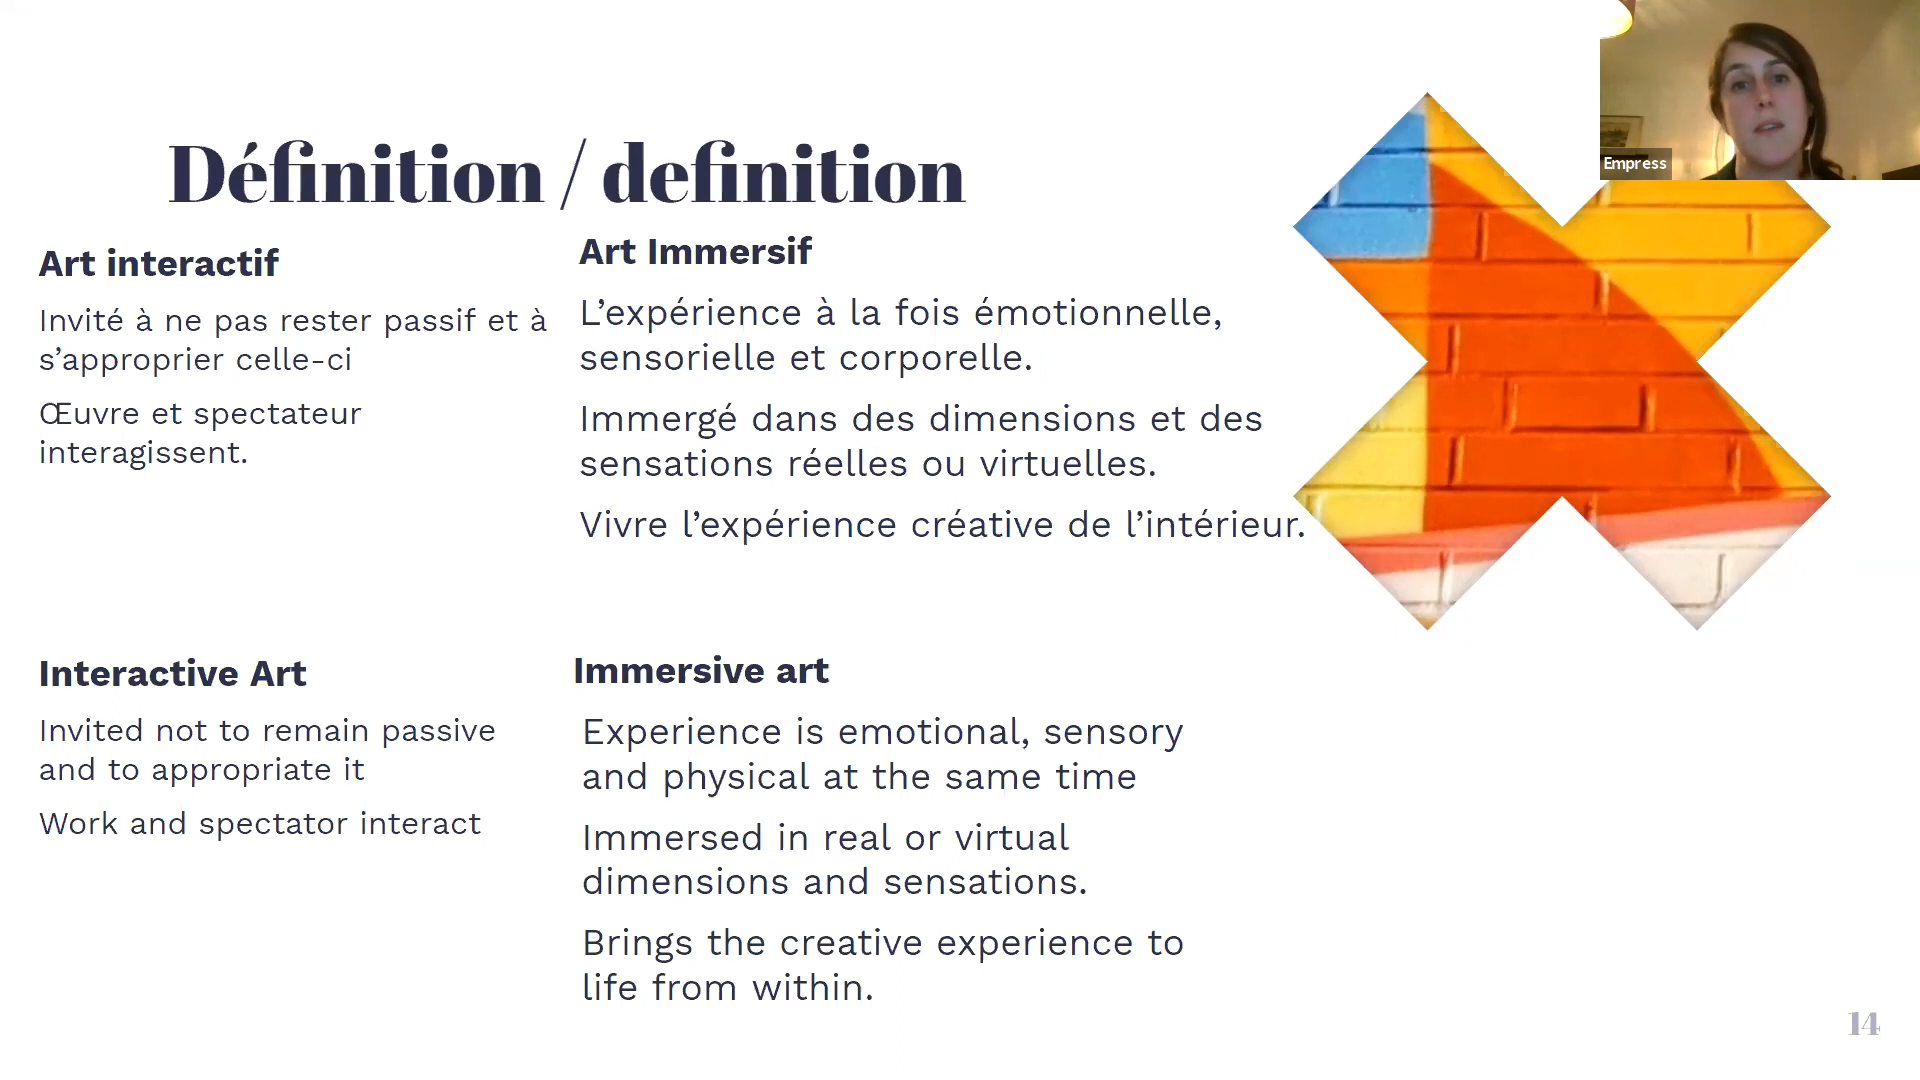 Empress
Définition / definition
Art interactif
Invité à ne pas rester passif et à
s’approprier celle-ci
Œuvre et spectateur
interagissent.
Art Immersif
L’expérience à la fois émotionnelle,
sensorielle et corporelle.
Immergé dans des dimensions et des
sensations réelles ou virtuelles.
Vivre l’expérience créative de l’intérieur.
Interactive Art
Invited not to remain passive
and to appropriate it
Work and spectator interact
Immersive art
Experience is emotional, sensory
and physical at the same time
Immersed in real or virtual
dimensions and sensations.
Brings the creative experience to
life from within.
14